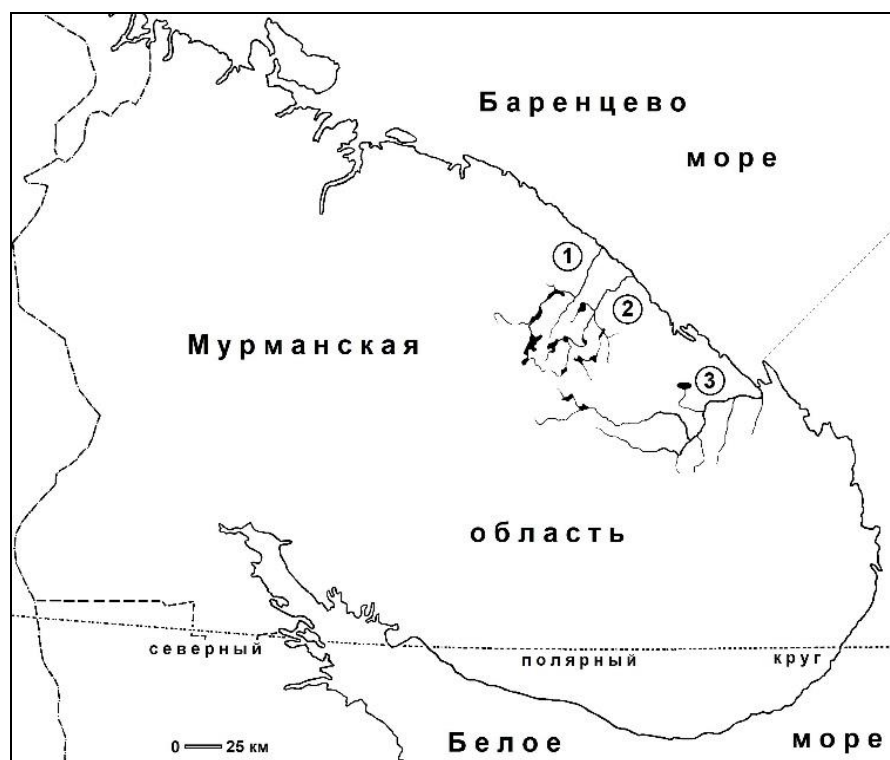 Баренцево
море
1
2
Мурманская
3
область
северный полярный круг
0 25 км
Белое море